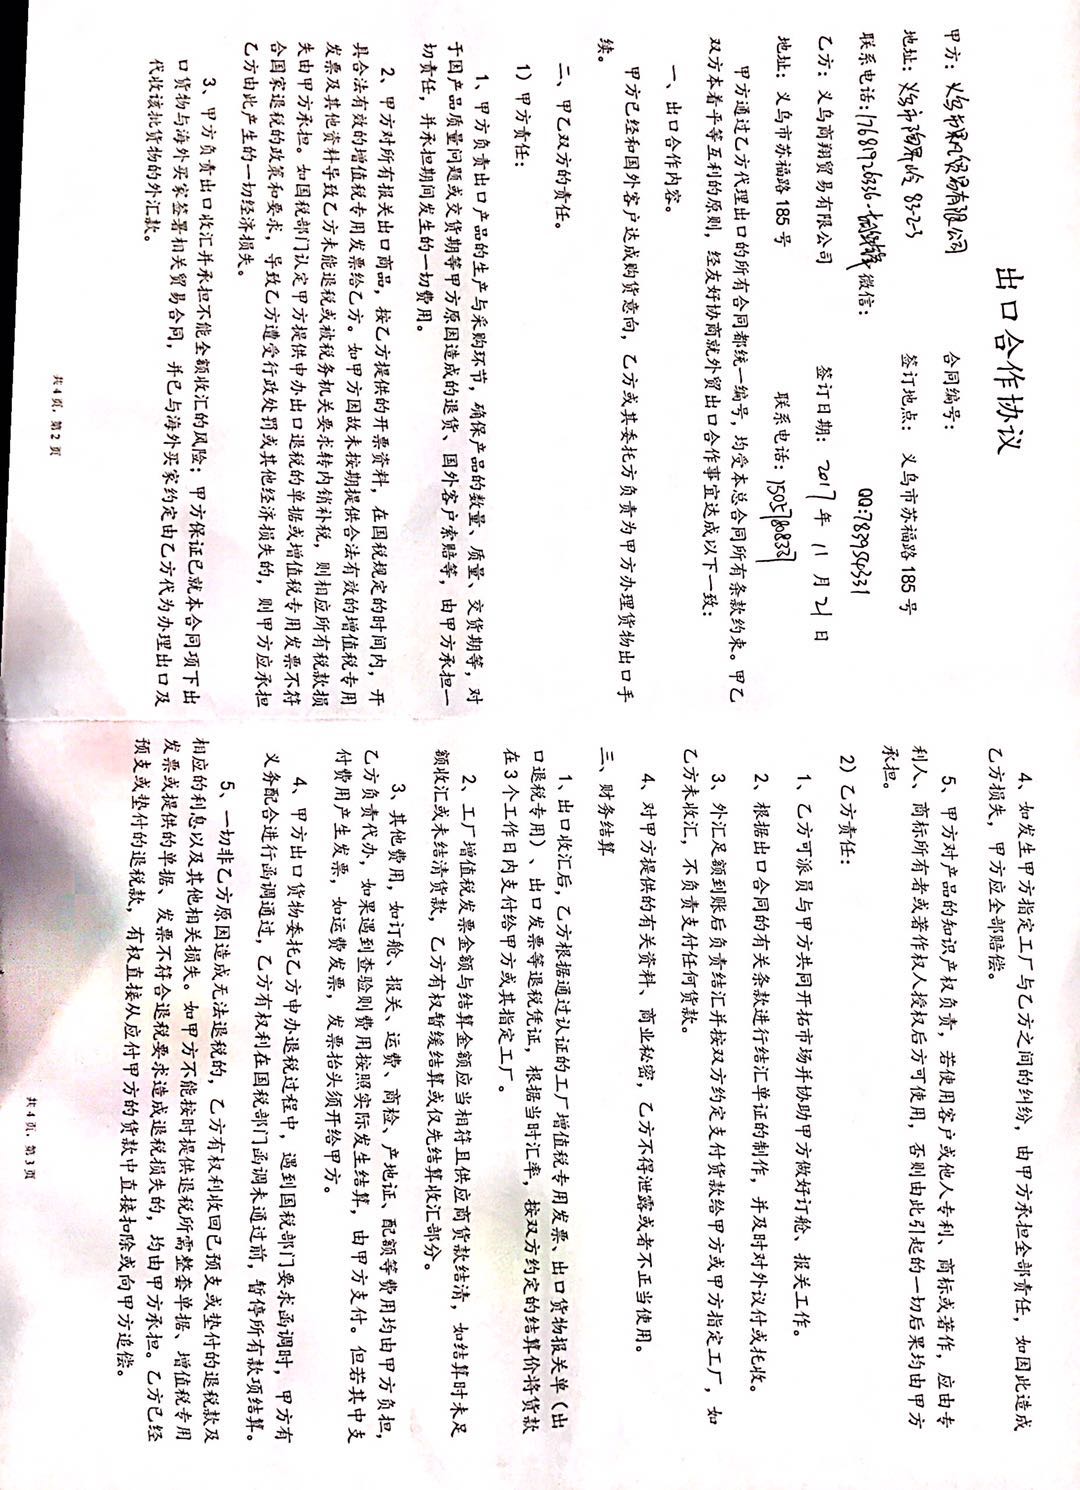 出口合作协议
甲方：义乌市 贸易有限公司 合同编号：
地址：义乌市陶界岭 83-2-3 签订地点： 义乌市苏福路 185 号
联系电话：17681926336 微信： QQ:783954331
乙方：义乌商翔贸易有限公司 签订日期： 2017 年 11 月 21 日
地址：义乌市苏福路 185 号 联系电话：
甲方通过乙方代理出口的所有合同都统一编号，均受本总合同所有条款约束。甲乙
双方本着平等互利的原则，经友好协商就外贸出口合作事宜达成以下一致：
一、出口合作内容。
甲方已经和国外客户达成购货意向，乙方或其委托方负责为甲方办理货物出口手
续。
二、甲乙双方的责任。
1）甲方责任：
1、甲方负责出口产品的生产与采购环节，确保产品的数量、质量、交货期等，对
于因产品质量问题或交货期等甲方原因造成的退货、国外客户索赔等，由甲方承担一
切责任，并承担期间发生的一切费用。
2、甲方对所有报关出口商品，按乙方提供的开票资料，在国税规定的时间内，开
具合法有效的增值税专用发票给乙方。如甲方因故未按期提供合法有效的增值税专用
发票及其他资料导致乙方未能退税或被税务机关要求转内销补税，则相应所有税款损
失由甲方承担。如国税部门认定甲方提供申办出口退税的单据或增值税专用发票不符
合国家退税的政策和要求，导致乙方遭受行政处罚或其他经济损失的，则甲方应承担
乙方由此产生的一切经济损失。
3、甲方负责出口收汇并承担不能全额收汇的风险；甲方保证已就本合同项下出
口货物与海外买家签署相关贸易合同，并已与海外买家约定由乙方代为办理出口及
代收该批货物的外汇款。
共 4 页，第 2 页
4、如发生甲方指定工厂与乙方之间的纠纷，由甲方承担全部责任，如因此造成
乙方损失，甲方应全部赔偿。
5、甲方对产品的知识产权负责，若使用客户或他人专利、商标或著作，应由专
利人、商标所有者或著作权人授权后方可使用，否则由此引起的一切后果均由甲方
承担。
2）乙方责任：
1、乙方可派员与甲方共同开拓市场并协助甲方做好订舱、报关工作。
2、根据出口合同的有关条款进行结汇单证的制作，并及时对外议付或托收。
3、外汇足额到账后负责结汇并按双方约定支付货款给甲方或甲方指定工厂，如
乙方未收汇，不负责支付任何货款。
4、对甲方提供的有关资料、商业秘密，乙方不得泄露或者不正当使用。
三、财务结算
1、出口收汇后，乙方根据通过认证的工厂增值税专用发票、出口货物报关单（出
口退税专用）、出口发票等退税凭证，根据当时汇率，按双方约定的结算价将货款
在 3 个工作日内支付给甲方或其指定工厂。
2、工厂增值税发票金额与结算金额应当相符且供应商货款结清，如结算时未足
额收汇或未结清货款，乙方有权暂缓结算或仅先结算收汇部分。
3、其他费用，如订舱、报关、运费、商检、产地证、配额等费用均由甲方负担，
乙方负责代办，如果遇到查验则费用按照实际发生结算，由甲方支付。但若其中支
付费用产生发票，如运费发票，发票抬头须开给甲方。
4、甲方出口货物委托乙方申办退税过程中，遇到国税部门要求函调时，甲方有
义务配合进行函调通过，乙方有权利在国税部门函调未通过前，暂停所有款项结算。
5、一切非乙方原因造成无法退税的，乙方有权利收回已预支或垫付的退税款及
相应的利息以及其他相关损失。如甲方不能按时提供退税所需整套单据、增值税专用
发票或提供的单据、发票不符合退税要求造成退税损失的，均由甲方承担。乙方已经
预支或垫付的退税款，有权直接从应付甲方的货款中直接扣除或向甲方追偿。
共 4 页，第 3 页